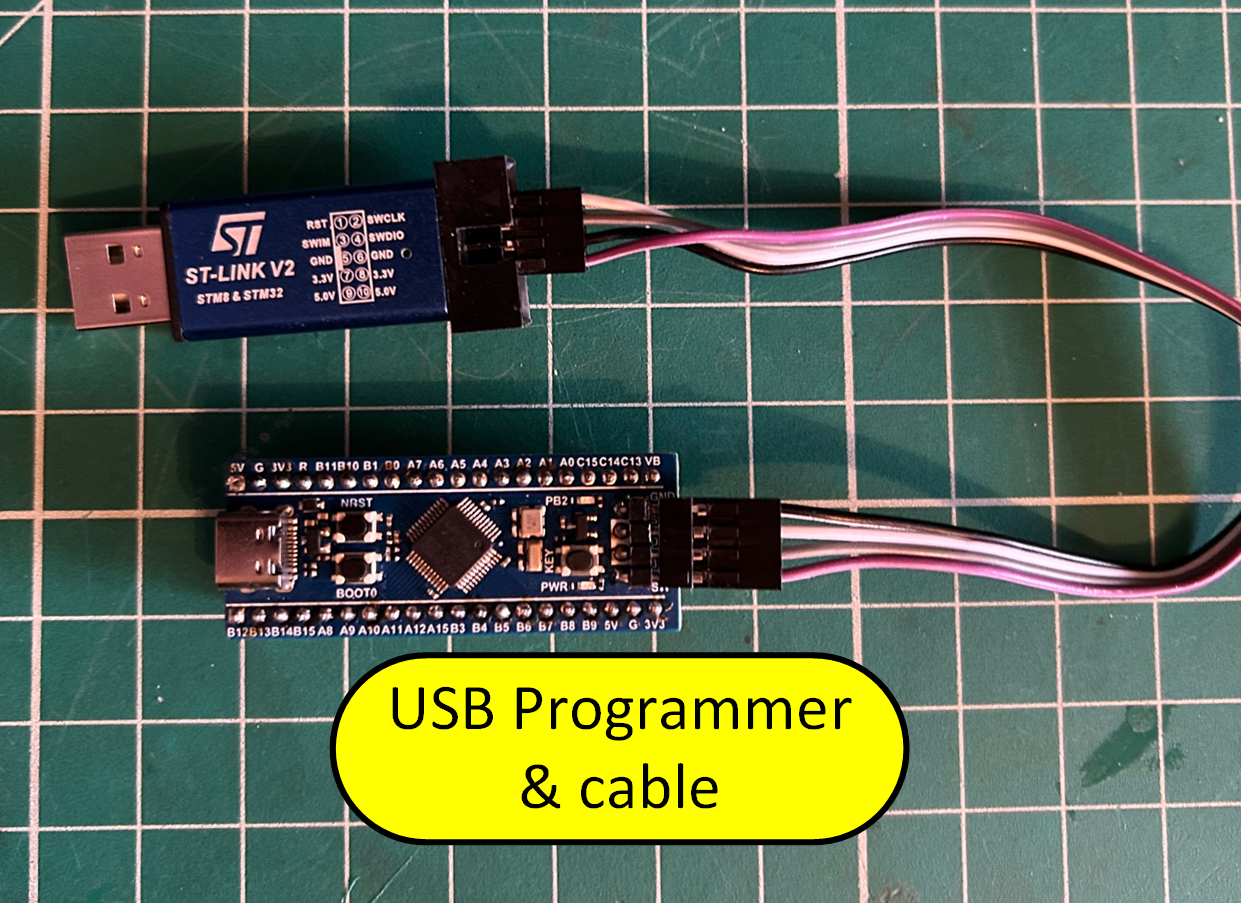 ST
ST-LINK V2
STM8 & STM32
RST 1 2 SWCLK
SWIM 3 4 SWDIO
GND 5 6 GND
3.3V 7 8 3.3V
5.0V 9 10 5.0V
5V G 3V3 R B11 B10 B1 B0 A7 A6 A5 A4 A3 A2 A1 A0 C15 C14 C13 VB
NRST
PB2
GND
KEY
PWR
BOOT0
B12 B13 B14 B15 A8 A9 A10 A11 A12 A15 B3 B4 B5 B6 B7 B8 B9 5V G 3V3
USB Programmer
& cable